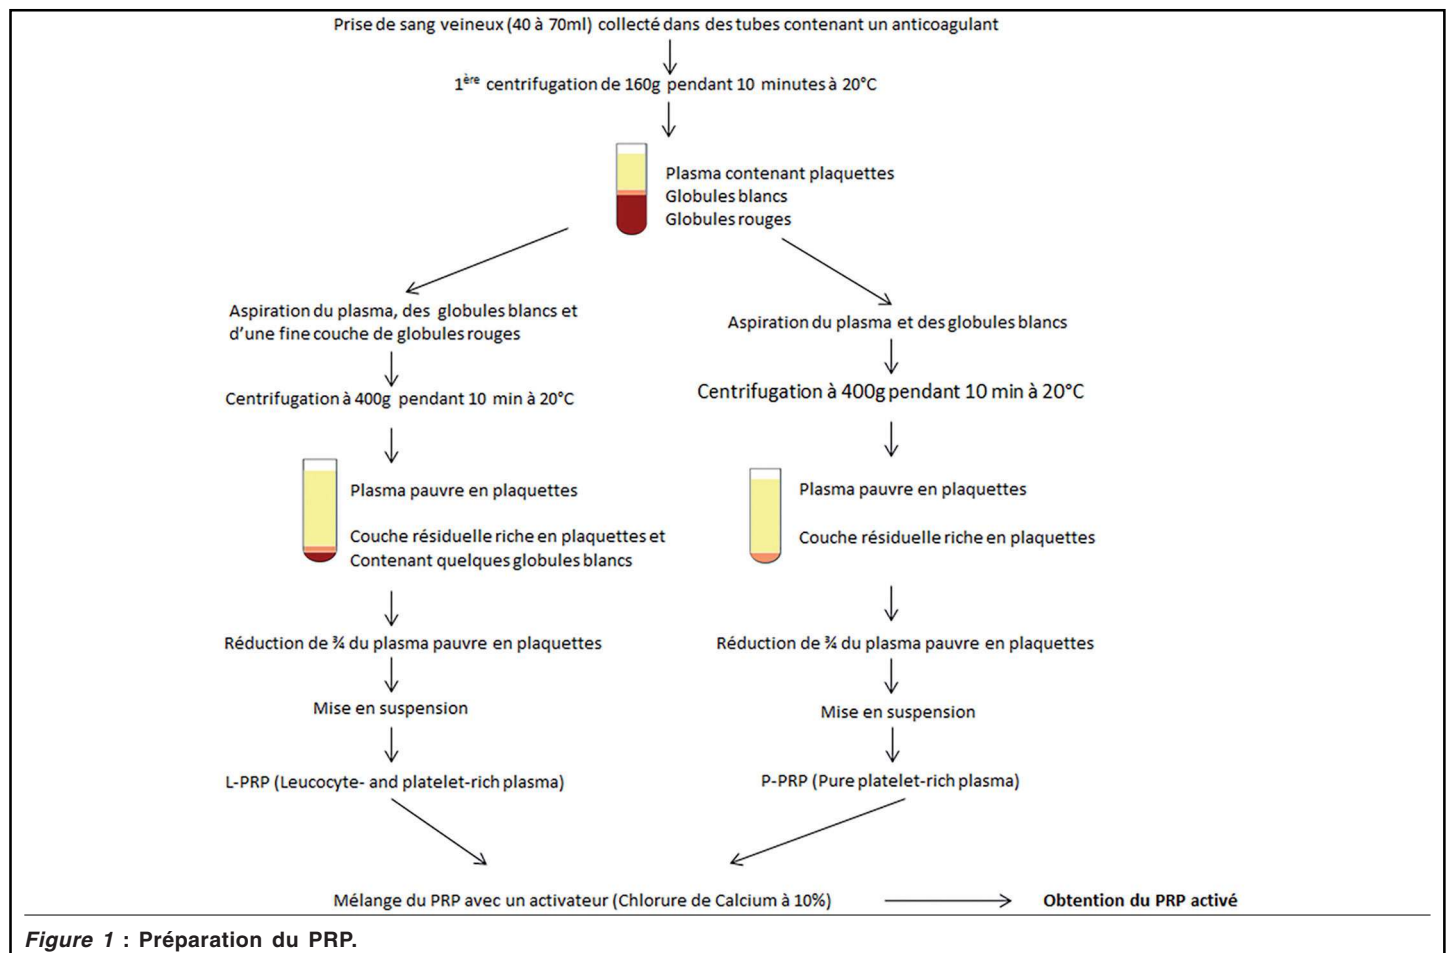 Prise de sang veineux (40 à 70ml) collecté dans des tubes contenant un anticoagulant
1ère centrifugation de 160g pendant 10 minutes à 20°C
Plasma contenant plaquettes
Globules blancs
Globules rouges
Aspiration du plasma, des globules blancs et
d'une fine couche de globules rouges
Centrifugation à 400g pendant 10 min à 20°C
Plasma pauvre en plaquettes
Couche résiduelle riche en plaquettes et
Contenant quelques globules blancs
Réduction de ¾ du plasma pauvre en plaquettes
Mise en suspension
L-PRP (Leucocyte- and platelet-rich plasma)
Aspiration du plasma et des globules blancs
Centrifugation à 400g pendant 10 min à 20°C
Plasma pauvre en plaquettes
Couche résiduelle riche en plaquettes
Réduction de ¾ du plasma pauvre en plaquettes
Mise en suspension
P-PRP (Pure platelet-rich plasma)
Mélange du PRP avec un activateur (Chlorure de Calcium à 10%)
Obtention du PRP activé
Figure 1 : Préparation du PRP.